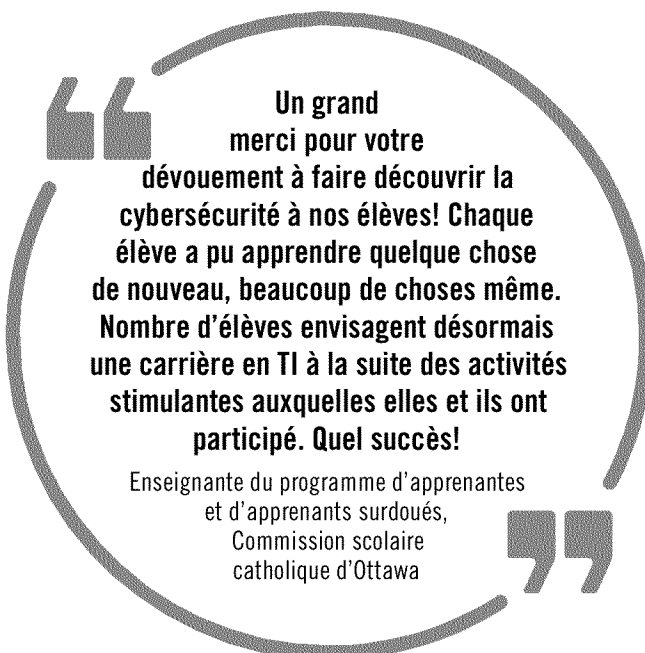 Un grand
merci pour votre
dévouement à faire découvrir la
cybersécurité à nos élèves! Chaque
élève a pu apprendre quelque chose
de nouveau, beaucoup de choses même.
Nombre d’élèves envisagent désormais
une carrière en TI à la suite des activités
stimulantes auxquelles elles et ils ont
participé. Quel succès!
Enseignante du programme d’apprenantes
et d’apprenants surdoués,
Commission scolaire
catholique d’Ottawa